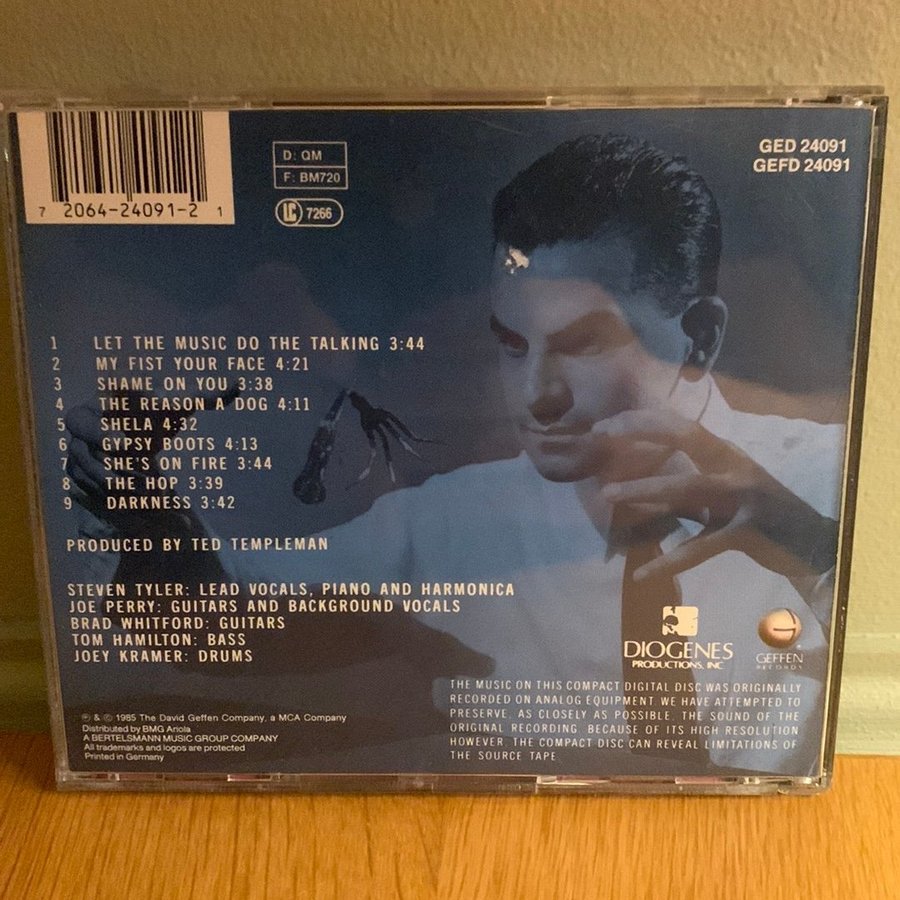 7 2064-24091-2 1
D: QM
F: BM720
LC 7266
GED 24091
GEFD 24091
1 LET THE MUSIC DO THE TALKING 3:44
2 MY FIST YOUR FACE 4:21
3 SHAME ON YOU 3:38
4 THE REASON A DOG 4:11
5 SHELA 4:32
6 GYPSY BOOTS 4:13
7 SHE'S ON FIRE 3:44
8 THE HOP 3:39
9 DARKNESS 3:42
PRODUCED BY TED TEMPLEMAN
STEVEN TYLER: LEAD VOCALS, PIANO AND HARMONICA
JOE PERRY: GUITARS AND BACKGROUND VOCALS
BRAD WHITFORD: GUITARS
TOM HAMILTON: BASS
JOEY KRAMER: DRUMS
DIOGENES
PRODUCTIONS, INC
GEFFEN
RECORDS
℗ & © 1985 The David Geffen Company, a MCA Company
Distributed by BMG Ariola
A BERTELSMANN MUSIC GROUP COMPANY
All trademarks and logos are protected
Printed in Germany
THE MUSIC ON THIS COMPACT DIGITAL DISC WAS ORIGINALLY
RECORDED ON ANALOG EQUIPMENT. WE HAVE ATTEMPTED TO
PRESERVE, AS CLOSELY AS POSSIBLE, THE SOUND OF THE
ORIGINAL RECORDING. BECAUSE OF ITS HIGH RESOLUTION
HOWEVER, THE COMPACT DISC CAN REVEAL LIMITATIONS OF
THE SOURCE TAPE.